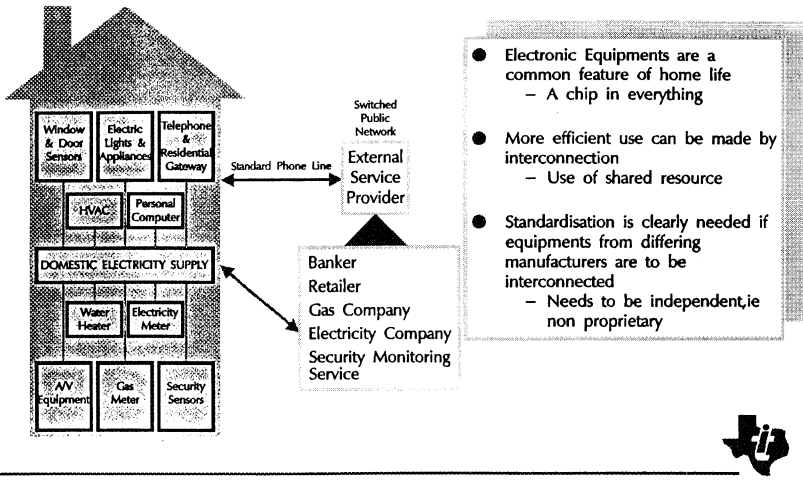 Window
& Door
Sensors
Electric
Lights &
Appliances
Telephone
&
Residential
Gateway
HVAC
Personal
Computer
DOMESTIC ELECTRICITY SUPPLY
Water
Heater
Electricity
Meter
A/V
Equipment
Gas
Meter
Security
Sensors
Standard Phone Line
Switched
Public
Network
External
Service
Provider
Banker
Retailer
Gas Company
Electricity Company
Security Monitoring
Service
● Electronic Equipments are a
common feature of home life
– A chip in everything
● More efficient use can be made by
interconnection
– Use of shared resource
● Standardisation is clearly needed if
equipments from differing
manufacturers are to be
interconnected
– Needs to be independent,ie
non proprietary